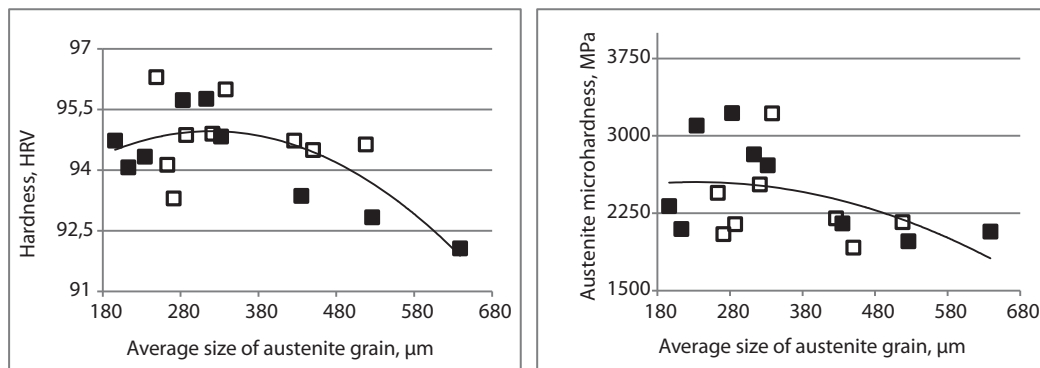 97
95,5
94
92,5
91
Hardness, HRV
180 280 380 480 580 680
Average size of austenite grain, µm
3750
3000
2250
1500
Austenite microhardness, MPa
180 280 380 480 580 680
Average size of austenite grain, µm